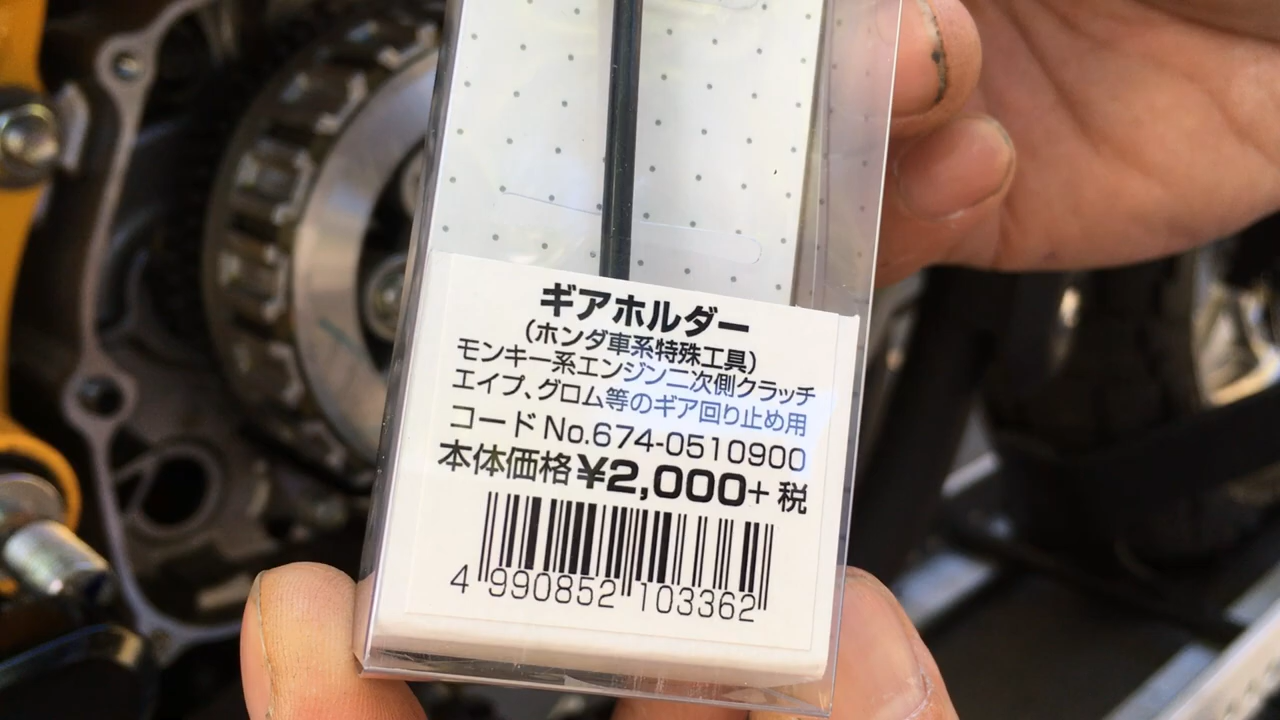 ギアホルダー
(ホンダ車系特殊工具)
モンキー系エンジン二次側クラッチ
エイプ、グロム等のギア回り止め用
コード No.674-0510900
本体価格¥2,000+ 税
4 990852 103362